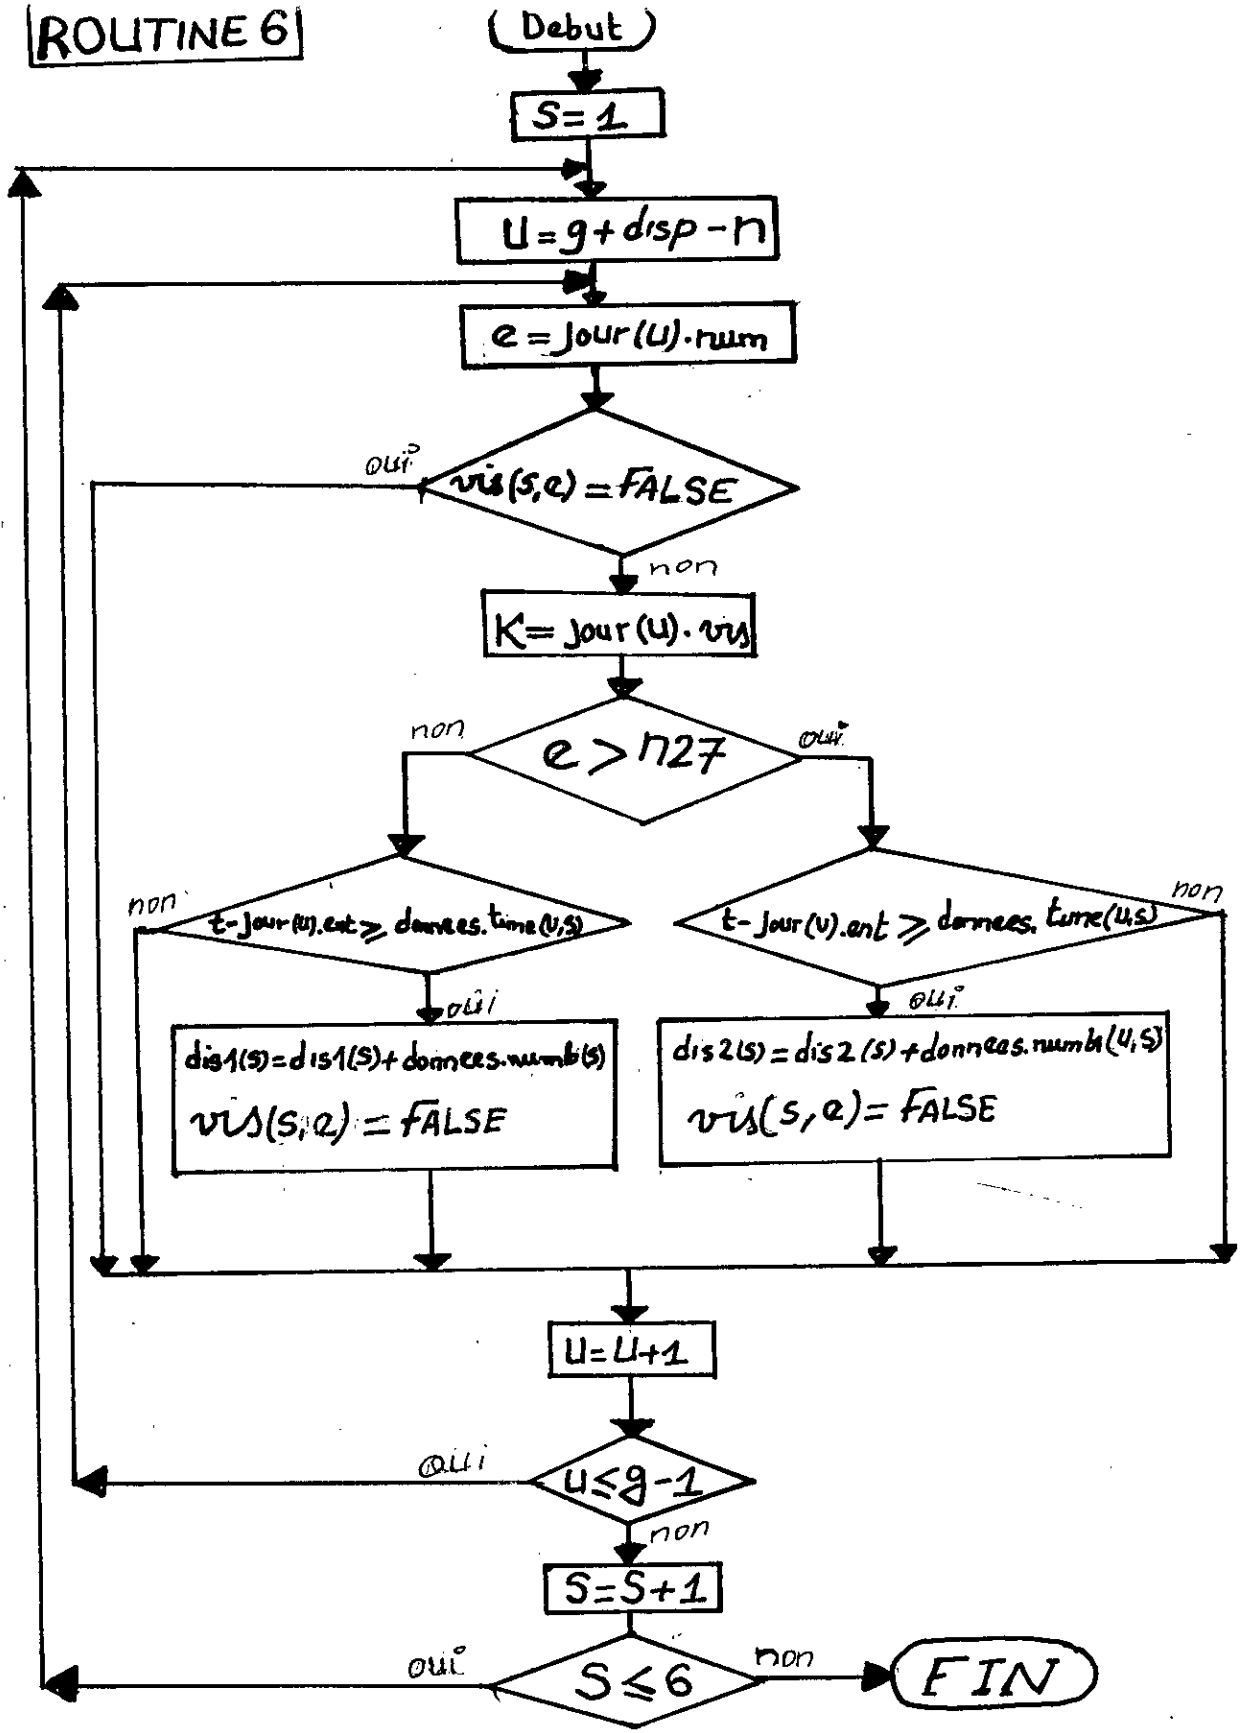 ROUTINE 6
Debut
S=1
U=g+disp-n
e=jour(u).num
oui
vis(s,e)=FALSE
non
K=jour(u).vis
non
e>n27
oui
non
t-jour(u).ent⩾donnees.time(u,s)
t-jour(u).ent⩾donnees.time(u,s)
non
oui
oui
dis1(s)=dis1(s)+donnees.numbi(s)
vis(s,e)=FALSE
dis2(s)=dis2(s)+donnees.numbi(u,s)
vis(s,e)=FALSE
U=U+1
oui
u≤g-1
non
S=S+1
oui
S≤6
non
FIN